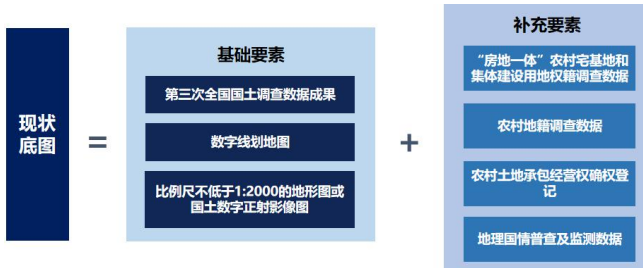 现状
底图
=
基础要素
第三次全国国土调查数据成果
数字线划地图
比例尺不低于1:2000的地形图或
国土数字正射影像图
+
补充要素
“房地一体”农村宅基地和
集体建设用地权籍调查数据
农村地籍调查数据
农村土地承包经营权确权登
记
地理国情普查及监测数据